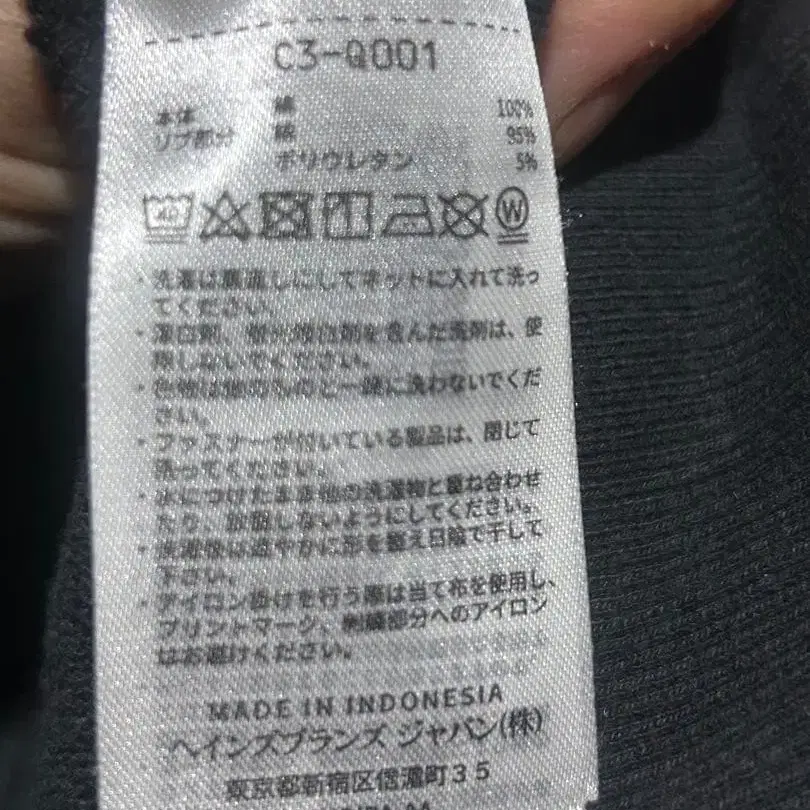 C3-Q001
本体 綿 100%
リブ部分 綿 95%
ポリウレタン 5%
40 W
・洗濯は裏返しにしてネットに入れて洗っ
てください。
・漂白剤、蛍光増白剤を含んだ洗剤は、使
用しないでください。
・色物は他のものと一緒に洗わないでくだ
さい。
・ファスナーが付いている製品は、閉じて
洗ってください。
・水につけたまま他の洗濯物と重ね合わせ
たり、放置しないようにしてください。
・洗濯後は速やかに形を整え日陰で干して
下さい。
・アイロン掛けを行う際は当て布を使用し、
プリントマーク、刺繍部分へのアイロン
はお避けください。
MADE IN INDONESIA
ヘインズブランズ ジャパン(株)
東京都新宿区信濃町35